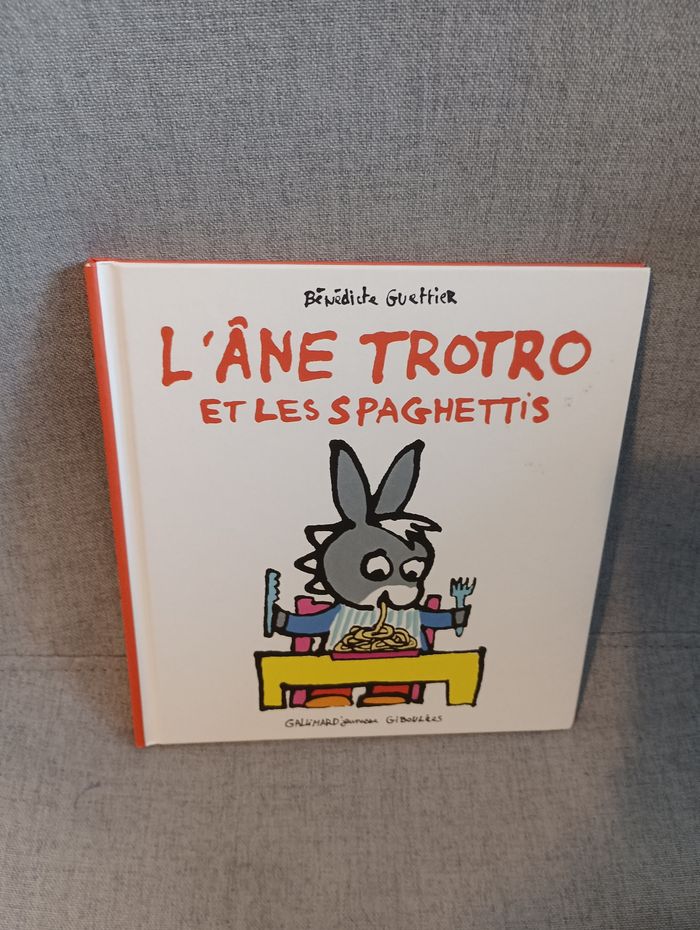 Bénédicte Guettier
L'ÂNE TROTRO
ET LES SPAGHETTIS
GALLIMARD jeunesse GIBOULÉES